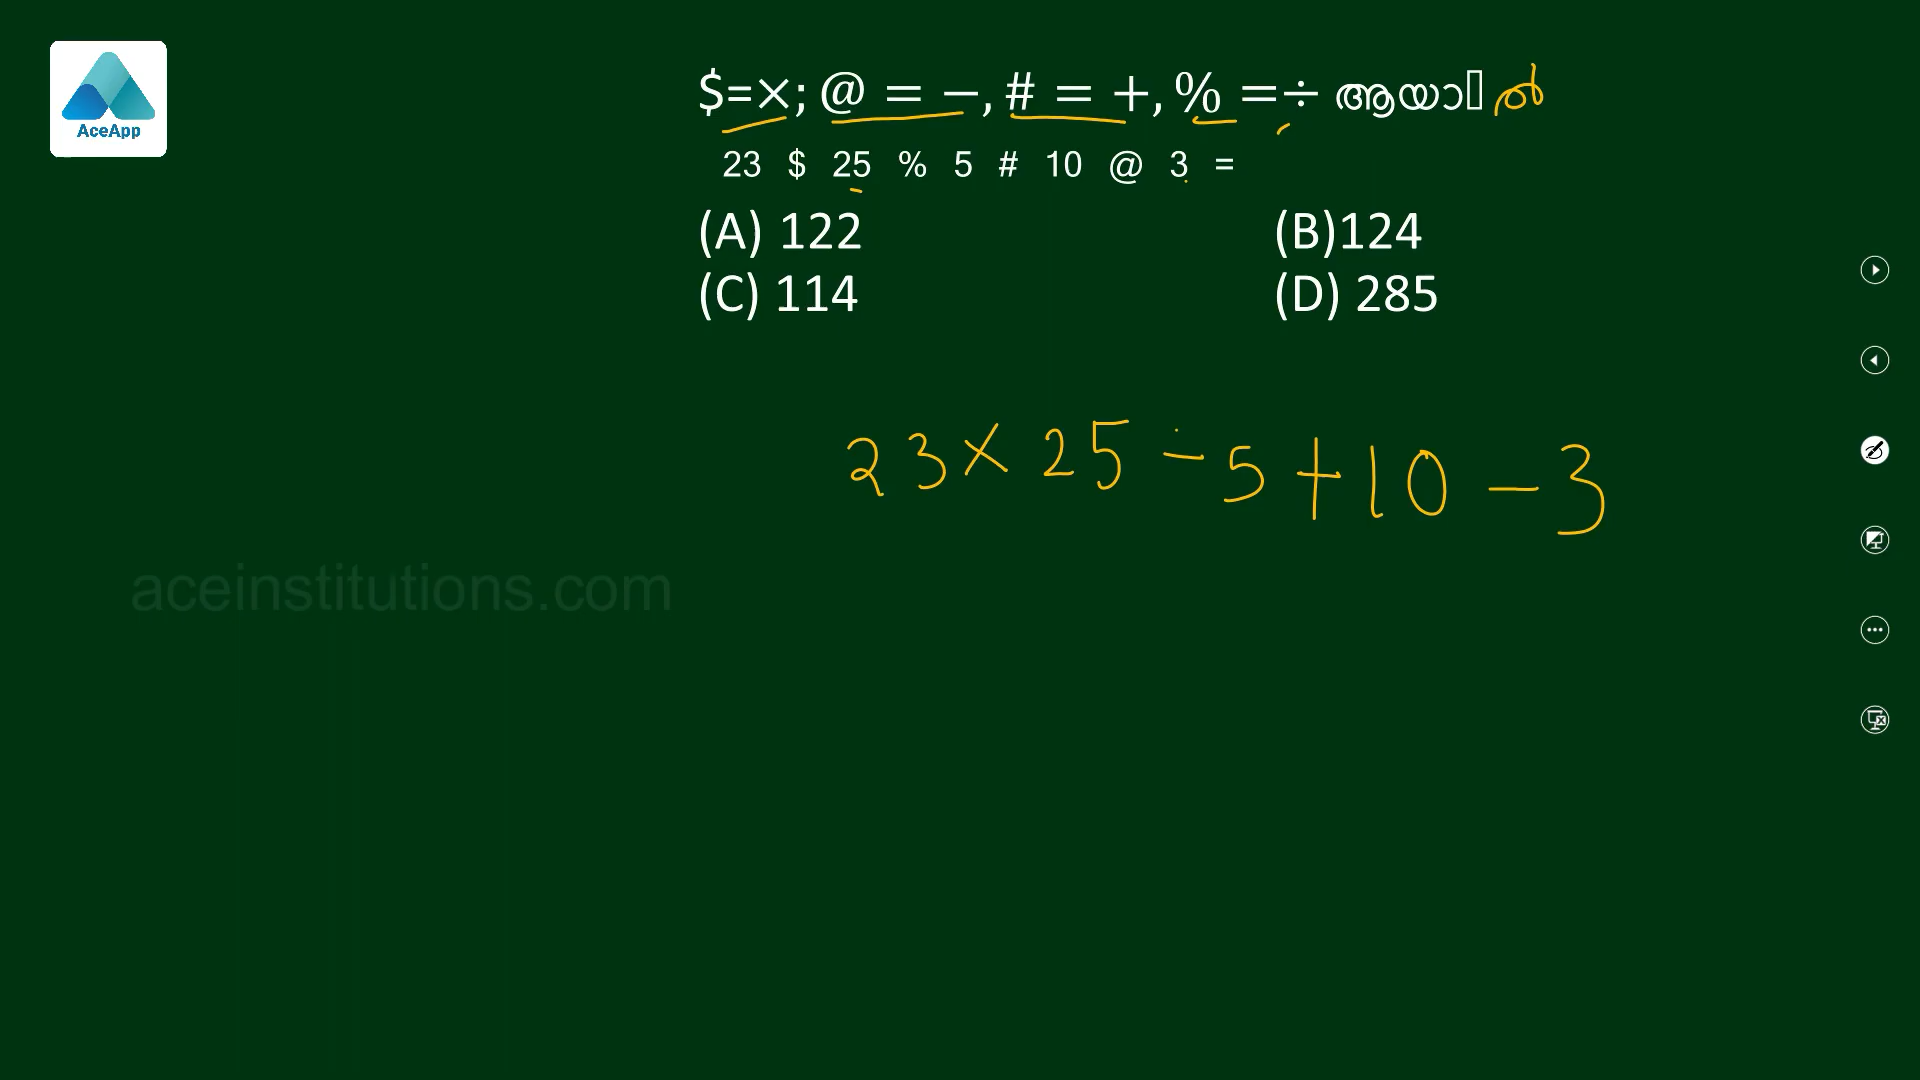 AceApp
$=×; @ = −, # = +, % =÷ ആയാൽ
23 $ 25 % 5 # 10 @ 3 =
(A) 122 (B)124
(C) 114 (D) 285
23 × 25 ÷ 5 + 10 − 3
aceinstitutions.com